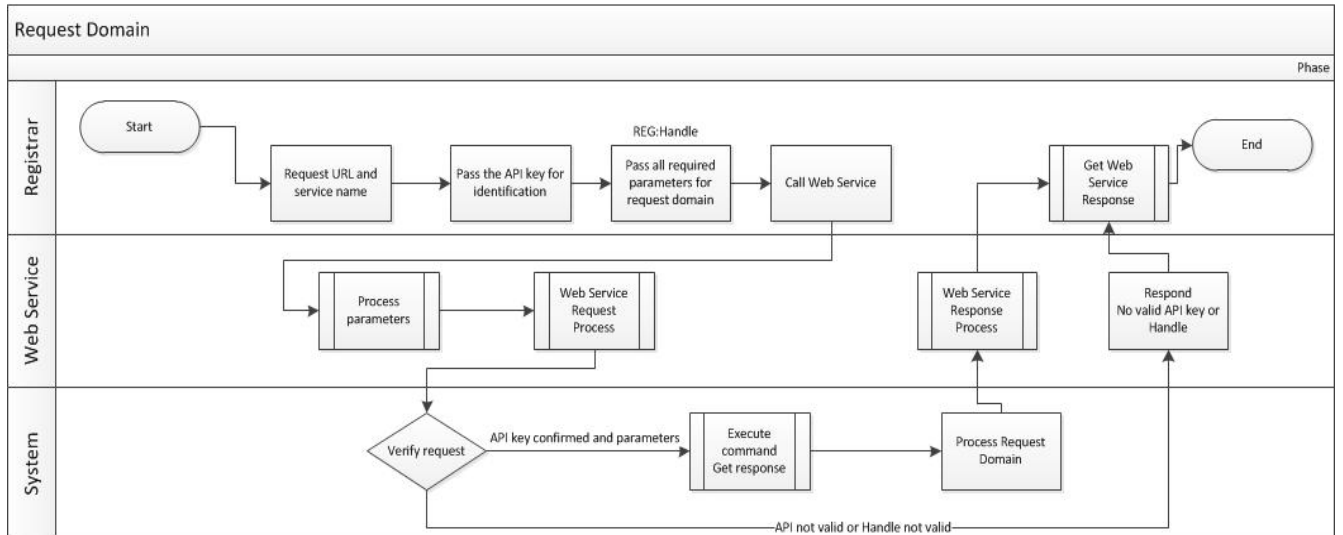 Request Domain
Phase
Registrar
Start
Request URL and
service name
Pass the API key for
identification
REG:Handle
Pass all required
parameters for
request domain
Call Web Service
Get Web
Service
Response
End
Web Service
Process
parameters
Web Service
Request
Process
Web Service
Response
Process
Respond
No valid API key or
Handle
System
Verify request
API key confirmed and parameters
Execute
command
Get response
Process Request
Domain
API not valid or Handle not valid